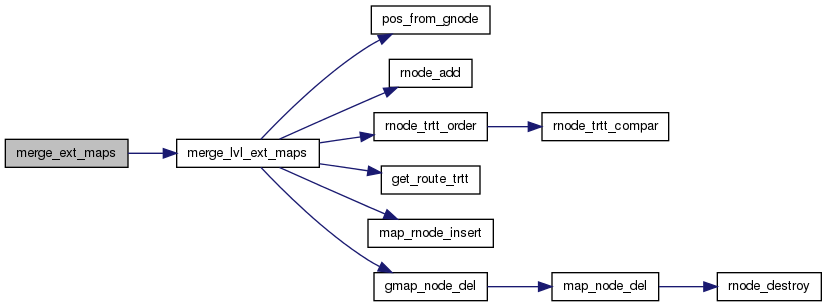 merge_ext_maps
merge_lvl_ext_maps
pos_from_gnode
rnode_add
rnode_trtt_order
rnode_trtt_compar
get_route_trtt
map_rnode_insert
gmap_node_del
map_node_del
rnode_destroy